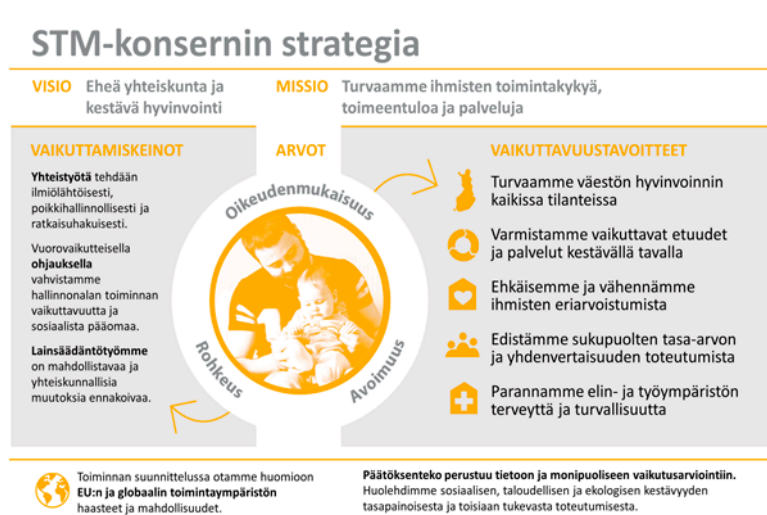 STM-konsernin strategia
VISIO Eheä yhteiskunta ja
kestävä hyvinvointi
MISSIO Turvaamme ihmisten toimintakykyä,
toimeentuloa ja palveluja
VAIKUTTAMISKEINOT
Yhteistyötä tehdään
ilmiölähtöisesti,
poikkihallinnollisesti ja
ratkaisuhakuisesti.
Vuorovaikutteisella
ohjauksella
vahvistamme
hallinnonalan toiminnan
vaikuttavuutta ja
sosiaalista pääomaa.
Lainsäädäntötyömme
on mahdollistavaa ja
yhteiskunnallisia
muutoksia ennakoivaa.
ARVOT
Oikeudenmukaisuus
Rohkeus
Avoimuus
VAIKUTTAVUUSTAVOITTEET
Turvaamme väestön hyvinvoinnin
kaikissa tilanteissa
Varmistamme vaikuttavat etuudet
ja palvelut kestävällä tavalla
Ehkäisemme ja vähennämme
ihmisten eriarvoistumista
Edistämme sukupuolten tasa-arvon
ja yhdenvertaisuuden toteutumista
Parannamme elin- ja työympäristön
terveyttä ja turvallisuutta
Toiminnan suunnittelussa otamme huomioon
EU:n ja globaalin toimintaympäristön
haasteet ja mahdollisuudet.
Päätöksenteko perustuu tietoon ja monipuoliseen vaikutusarviointiin.
Huolehdimme sosiaalisen, taloudellisen ja ekologisen kestävyyden
tasapainoisesta ja toisiaan tukevasta toteutumisesta.